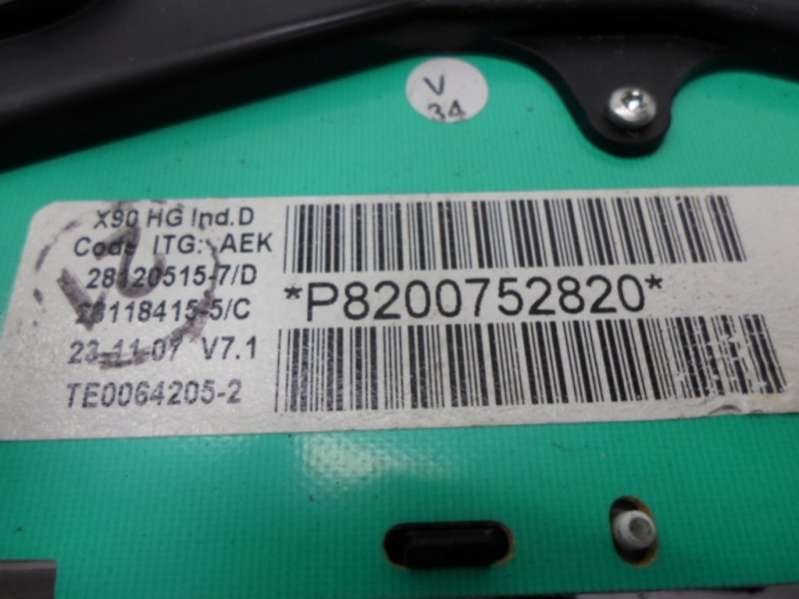 V
34
X90 HG Ind.D
Code ITG: AEK
28120515-7/D
28118415-5/C
23-11-07 V7.1
TE0064205-2
*P8200752820*